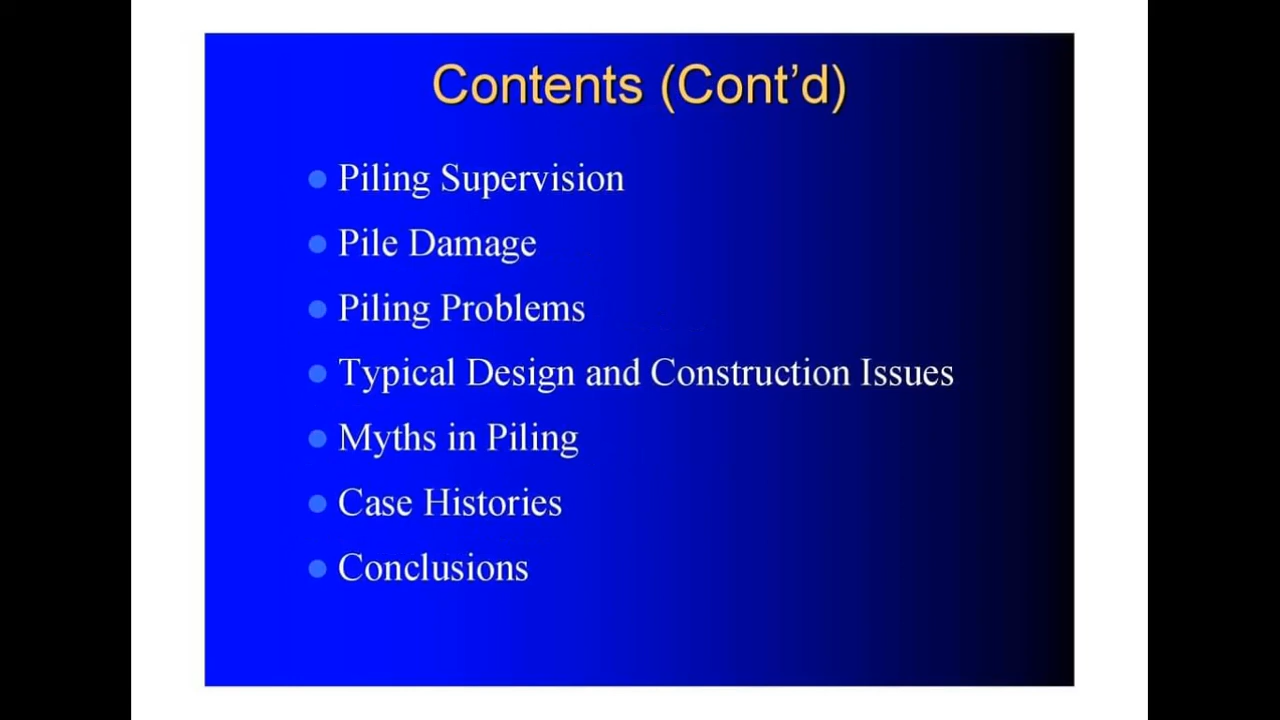 Contents (Cont’d)
Piling Supervision
Pile Damage
Piling Problems
Typical Design and Construction Issues
Myths in Piling
Case Histories
Conclusions